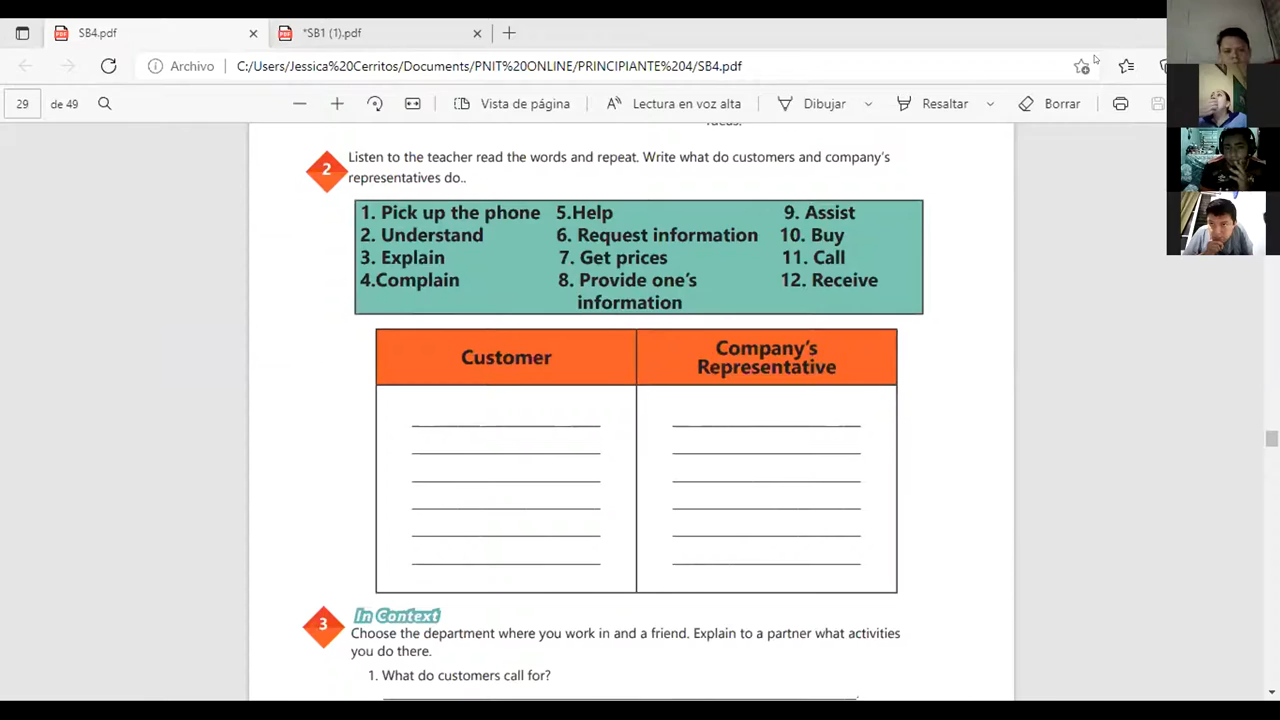 SB4.pdf
*SB1 (1).pdf
Archivo
C:/Users/Jessica%20Cerritos/Documents/PNIT%20ONLINE/PRINCIPIANTE%204/SB4.pdf
29 de 49
Vista de página
Lectura en voz alta
Dibujar
Resaltar
Borrar
ideas.
2
Listen to the teacher read the words and repeat. Write what do customers and company's
representatives do..
1. Pick up the phone 5.Help 9. Assist
2. Understand 6. Request information 10. Buy
3. Explain 7. Get prices 11. Call
4.Complain 8. Provide one's 12. Receive
information
Customer
Company's
Representative
3
In Context
Choose the department where you work in and a friend. Explain to a partner what activities
you do there.
1. What do customers call for?